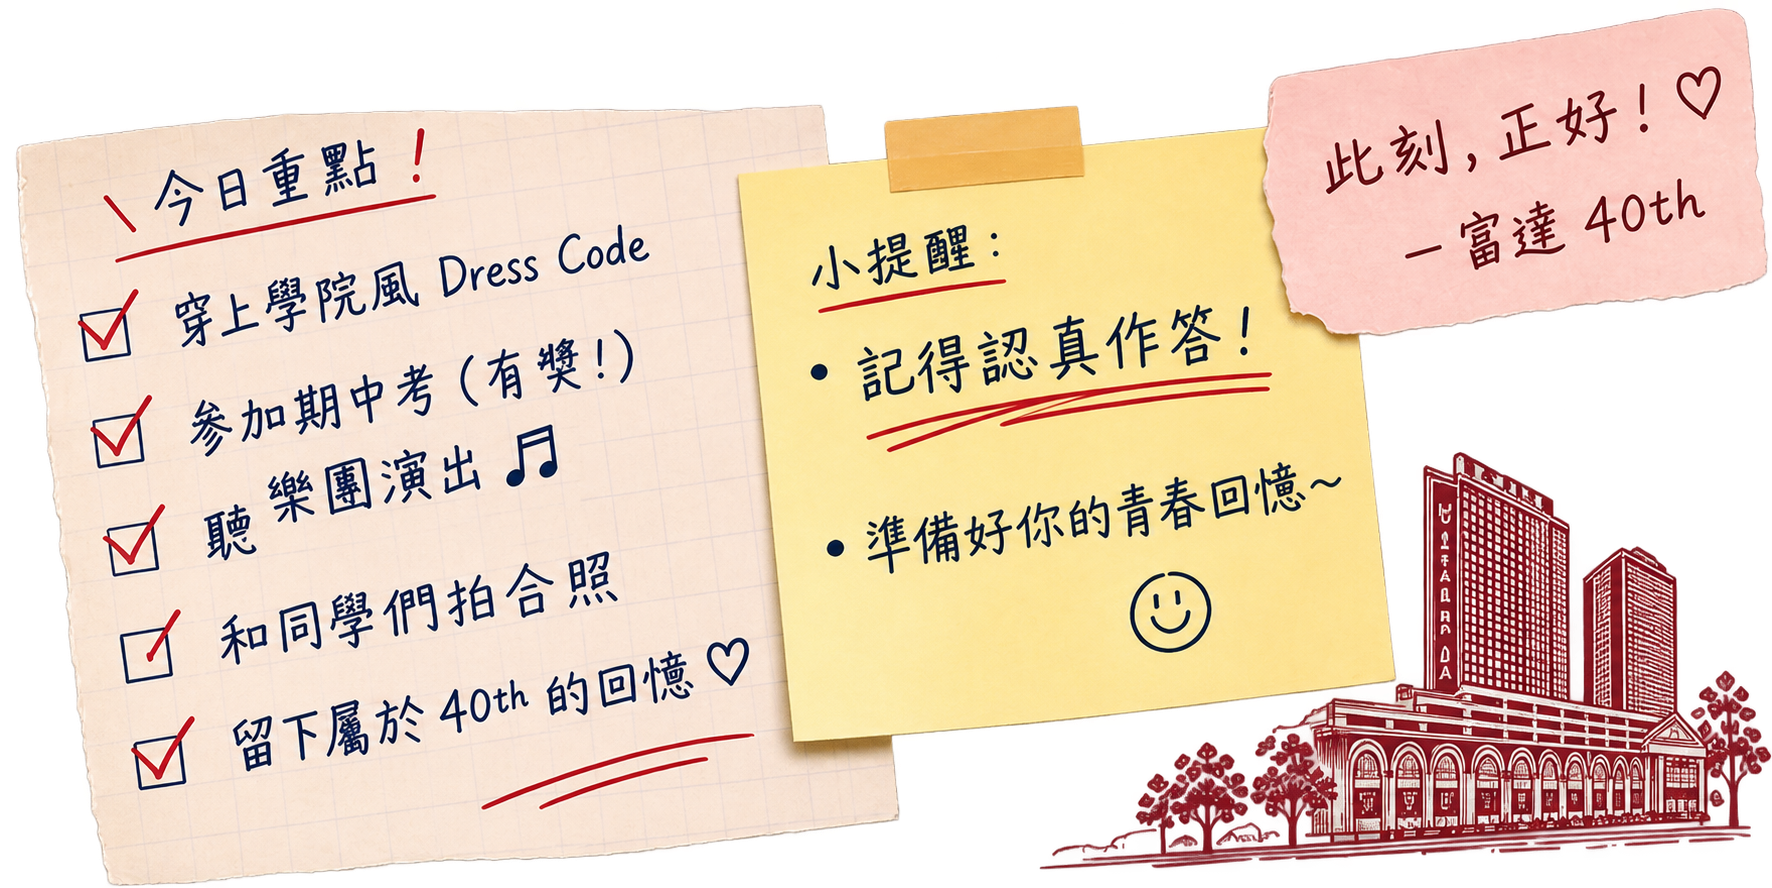 今日重點！
穿上學院風 Dress Code
參加期中考（有獎！）
聽樂團演出
和同學們拍合照
留下屬於 40th 的回憶
小提醒：
• 記得認真作答！
• 準備好你的青春回憶～
此刻，正好！
－富達 40th